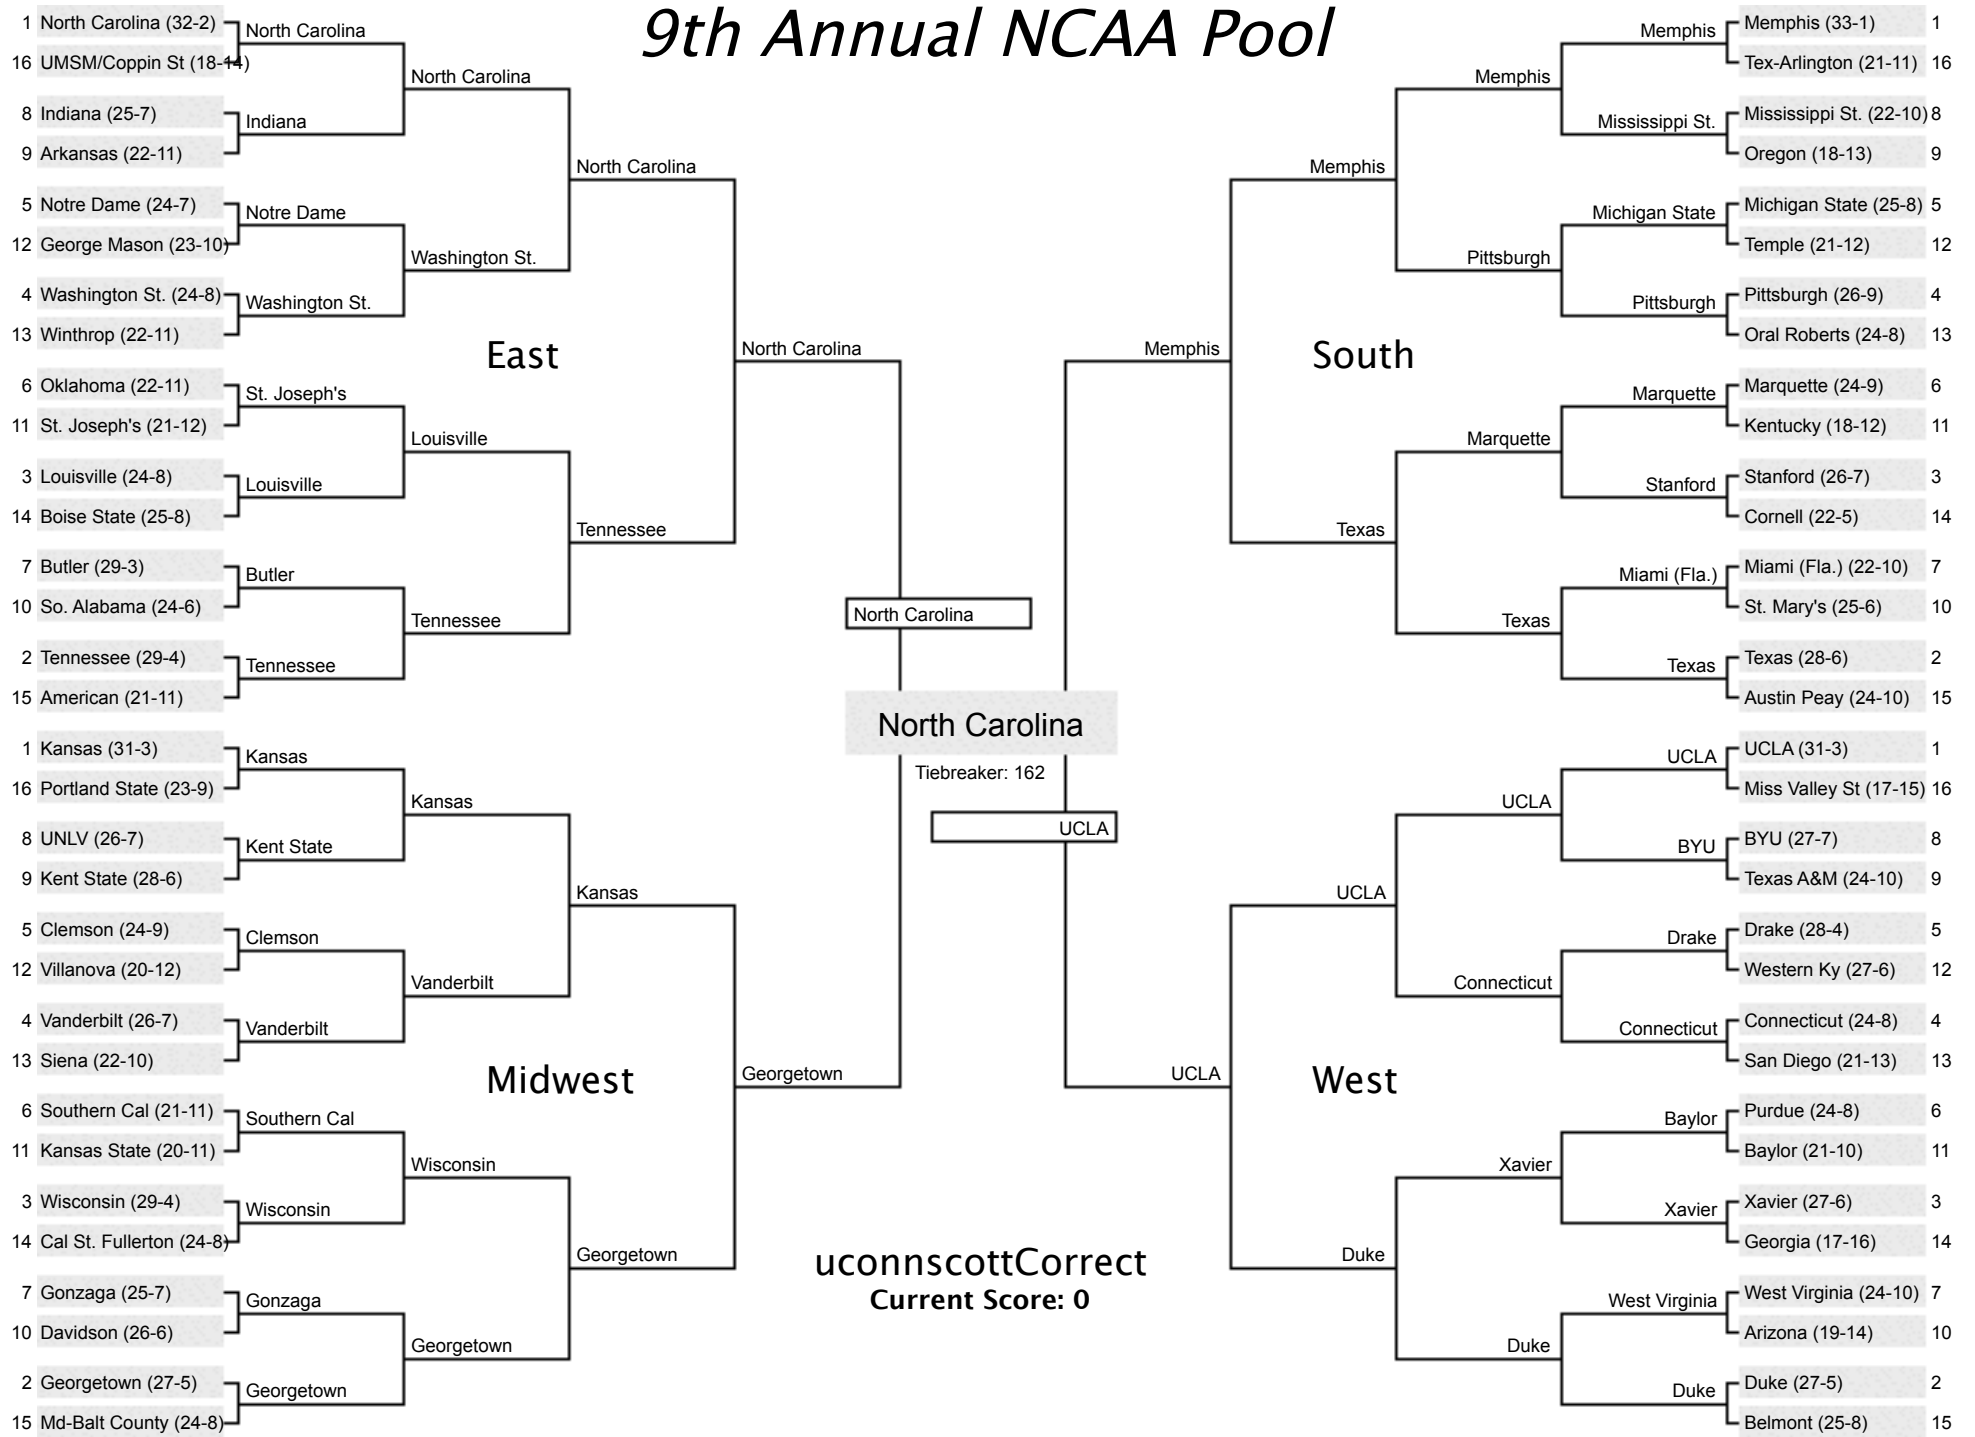 9th Annual NCAA Pool
1 North Carolina (32-2)
16 UMSM/Coppin St (18-14)
8 Indiana (25-7)
9 Arkansas (22-11)
5 Notre Dame (24-7)
12 George Mason (23-10)
4 Washington St. (24-8)
13 Winthrop (22-11)
6 Oklahoma (22-11)
11 St. Joseph's (21-12)
3 Louisville (24-8)
14 Boise State (25-8)
7 Butler (29-3)
10 So. Alabama (24-6)
2 Tennessee (29-4)
15 American (21-11)
1 Kansas (31-3)
16 Portland State (23-9)
8 UNLV (26-7)
9 Kent State (28-6)
5 Clemson (24-9)
12 Villanova (20-12)
4 Vanderbilt (26-7)
13 Siena (22-10)
6 Southern Cal (21-11)
11 Kansas State (20-11)
3 Wisconsin (29-4)
14 Cal St. Fullerton (24-8)
7 Gonzaga (25-7)
10 Davidson (26-6)
2 Georgetown (27-5)
15 Md-Balt County (24-8)
North Carolina
Indiana
Notre Dame
Washington St.
St. Joseph's
Louisville
Butler
Tennessee
Kansas
Kent State
Clemson
Vanderbilt
Southern Cal
Wisconsin
Gonzaga
Georgetown
North Carolina
Washington St.
Louisville
Tennessee
Kansas
Vanderbilt
Wisconsin
Georgetown
North Carolina
Tennessee
Kansas
Georgetown
East
Midwest
North Carolina
Georgetown
North Carolina
North Carolina
Tiebreaker: 162
UCLA
uconnscottCorrect
Current Score: 0
Memphis
UCLA
South
West
Memphis
Texas
UCLA
Duke
Memphis
Pittsburgh
Marquette
Texas
UCLA
Connecticut
Xavier
Duke
Memphis
Mississippi St.
Michigan State
Pittsburgh
Marquette
Stanford
Miami (Fla.)
Texas
UCLA
BYU
Drake
Connecticut
Baylor
Xavier
West Virginia
Duke
Memphis (33-1) 1
Tex-Arlington (21-11) 16
Mississippi St. (22-10) 8
Oregon (18-13) 9
Michigan State (25-8) 5
Temple (21-12) 12
Pittsburgh (26-9) 4
Oral Roberts (24-8) 13
Marquette (24-9) 6
Kentucky (18-12) 11
Stanford (26-7) 3
Cornell (22-5) 14
Miami (Fla.) (22-10) 7
St. Mary's (25-6) 10
Texas (28-6) 2
Austin Peay (24-10) 15
UCLA (31-3) 1
Miss Valley St (17-15) 16
BYU (27-7) 8
Texas A&M (24-10) 9
Drake (28-4) 5
Western Ky (27-6) 12
Connecticut (24-8) 4
San Diego (21-13) 13
Purdue (24-8) 6
Baylor (21-10) 11
Xavier (27-6) 3
Georgia (17-16) 14
West Virginia (24-10) 7
Arizona (19-14) 10
Duke (27-5) 2
Belmont (25-8) 15